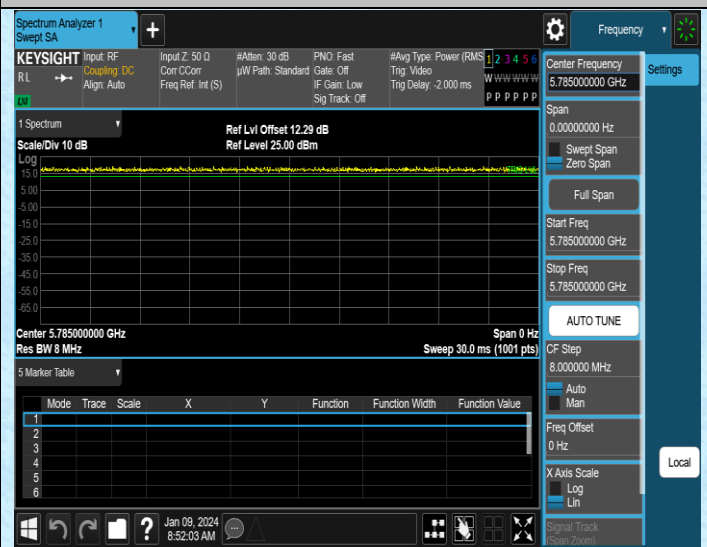 Spectrum Analyzer 1
Swept SA
Frequency
KEYSIGHT
RL
LXI
Input: RF
Coupling: DC
Align: Auto
Input Z: 50 Ω
Corr CCorr
Freq Ref: Int (S)
#Atten: 30 dB
µW Path: Standard
PNO: Fast
Gate: Off
IF Gain: Low
Sig Track: Off
#Avg Type: Power (RMS
Trig: Video
Trig Delay: -2.000 ms
1 2 3 4 5 6
W W W W W W
P P P P P P
1 Spectrum
Scale/Div 10 dB
Ref Lvl Offset 12.29 dB
Ref Level 25.00 dBm
Log
15.0
5.00
-5.00
-15.0
-25.0
-35.0
-45.0
-55.0
-65.0
Center 5.785000000 GHz
Span 0 Hz
Res BW 8 MHz
Sweep 30.0 ms (1001 pts)
5 Marker Table
Mode Trace Scale X Y Function Function Width Function Value
1
2
3
4
5
6
Jan 09, 2024
8:52:03 AM
Center Frequency
5.785000000 GHz
Settings
Span
0.00000000 Hz
Swept Span
Zero Span
Full Span
Start Freq
5.785000000 GHz
Stop Freq
5.785000000 GHz
AUTO TUNE
CF Step
8.000000 MHz
Auto
Man
Freq Offset
0 Hz
X Axis Scale
Log
Lin
Local
Signal Track
(Span Zoom)